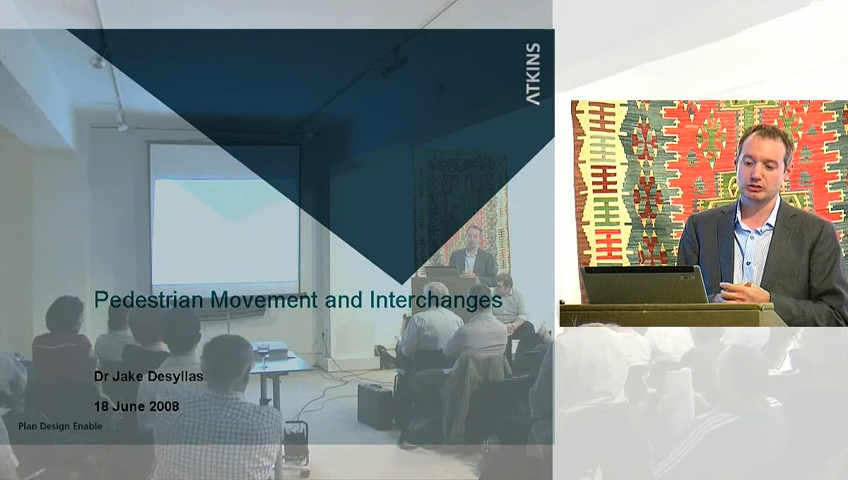 ATKINS
Pedestrian Movement and Interchanges
Dr Jake Desyllas
18 June 2008
Plan Design Enable